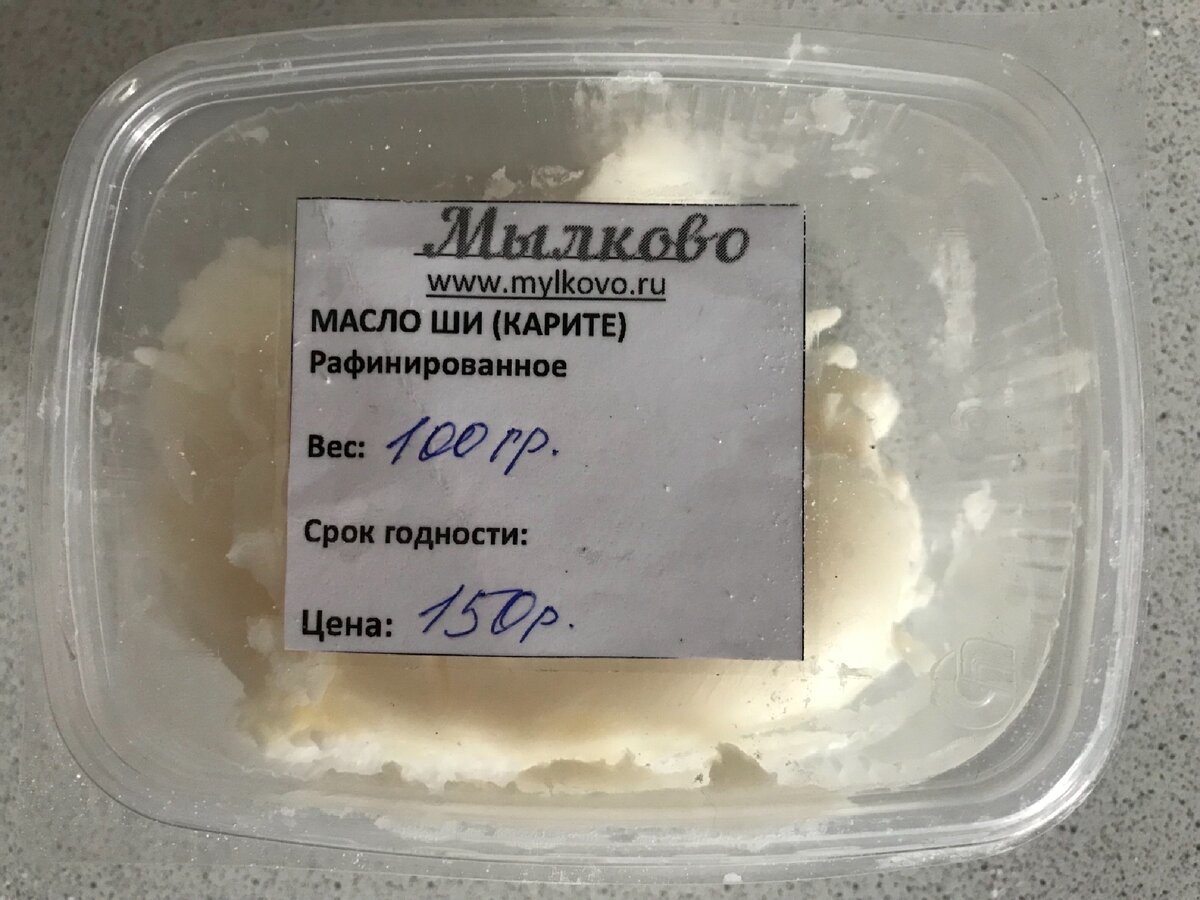 Мылково
www.mylkovo.ru
МАСЛО ШИ (КАРИТЕ)
Рафинированное
Вес: 100 гр.
Срок годности:
Цена: 150р.